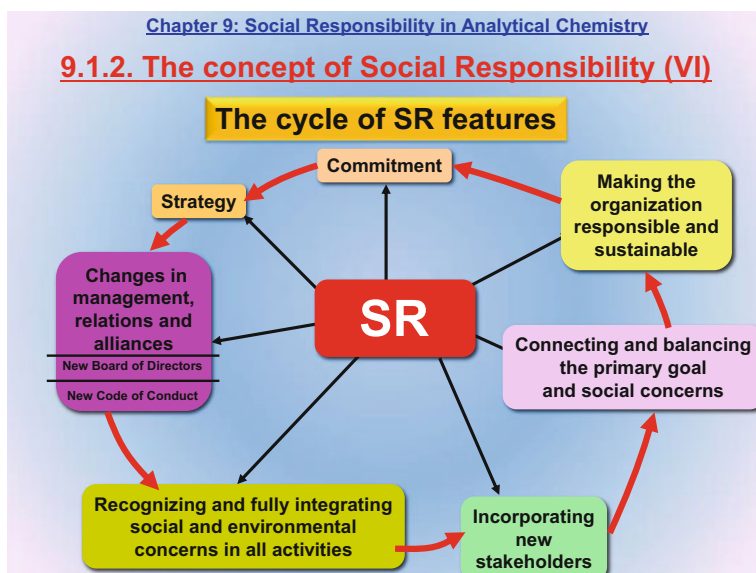 Chapter 9: Social Responsibility in Analytical Chemistry
9.1.2. The concept of Social Responsibility (VI)
The cycle of SR features
Commitment
Strategy
Making the
organization
responsible and
sustainable
Changes in
management,
relations and
alliances
New Board of Directors
New Code of Conduct
SR
Connecting and balancing
the primary goal
and social concerns
Recognizing and fully integrating
social and environmental
concerns in all activities
Incorporating
new
stakeholders